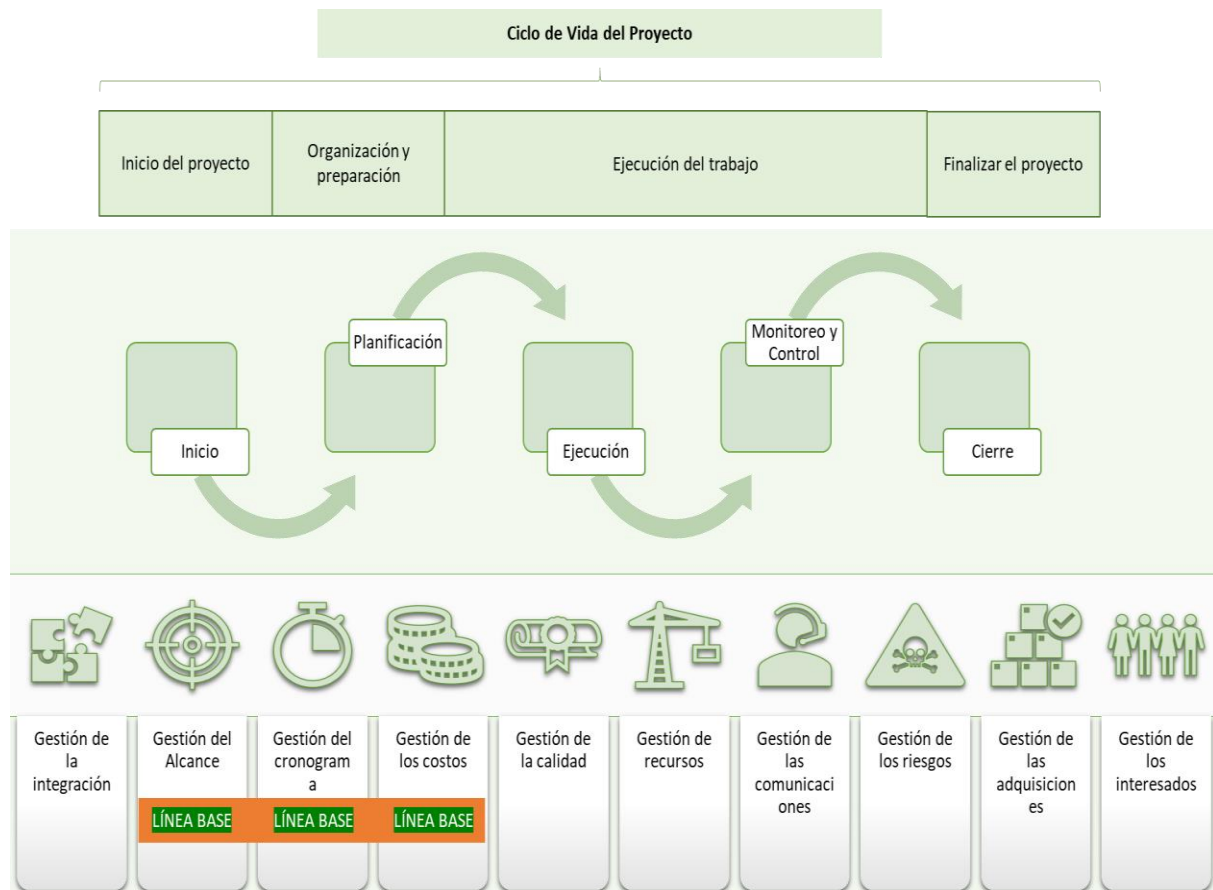 Ciclo de Vida del Proyecto
Inicio del proyecto
Organización y
preparación
Ejecución del trabajo
Finalizar el proyecto
Planificación
Monitoreo y
Control
Inicio
Ejecución
Cierre
Gestión de
la
integración
Gestión del
Alcance
Gestión del
cronogram
a
Gestión de
los costos
Gestión de
la calidad
Gestión de
recursos
Gestión de
las
comunicaci
ones
Gestión de
los riesgos
Gestión de
las
adquisicion
es
Gestión de
los
interesados
LÍNEA BASE
LÍNEA BASE
LÍNEA BASE